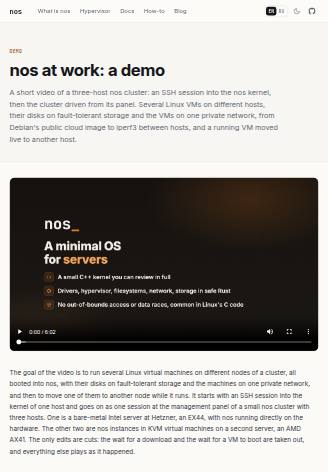 nos What is nos Hypervisor Docs How-to Blog EN RU
DEMO
nos at work: a demo
A short video of a three-host nos cluster: an SSH session into the nos kernel,
then the cluster driven from its panel. Several Linux VMs on different hosts,
their disks on fault-tolerant storage and the VMs on one private network, from
Debian's public cloud image to iperf3 between hosts, and a running VM moved
live to another host.
nos_
A minimal OS
for servers
A small C++ kernel you can review in full
Drivers, hypervisor, filesystems, network, storage in safe Rust
No out-of-bounds access or data races, common in Linux's C code
0:00 / 6:02
The goal of the video is to run several Linux virtual machines on different nodes of a cluster, all
booted into nos, with their disks on fault-tolerant storage and the machines on one private network,
and then to move one of them to another node while it runs. It starts with an SSH session into the
kernel of one host and goes on as one session at the management panel of a small nos cluster with
three hosts. One is a bare-metal Intel server at Hetzner, an EX44, with nos running directly on the
hardware. The other two are nos instances in KVM virtual machines on a second server, an AMD
AX41. The only edits are cuts: the wait for a download and the wait for a VM to boot are taken out,
and everything else plays as it happened.